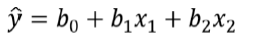 ŷ = b₀ + b₁x₁ + b₂x₂